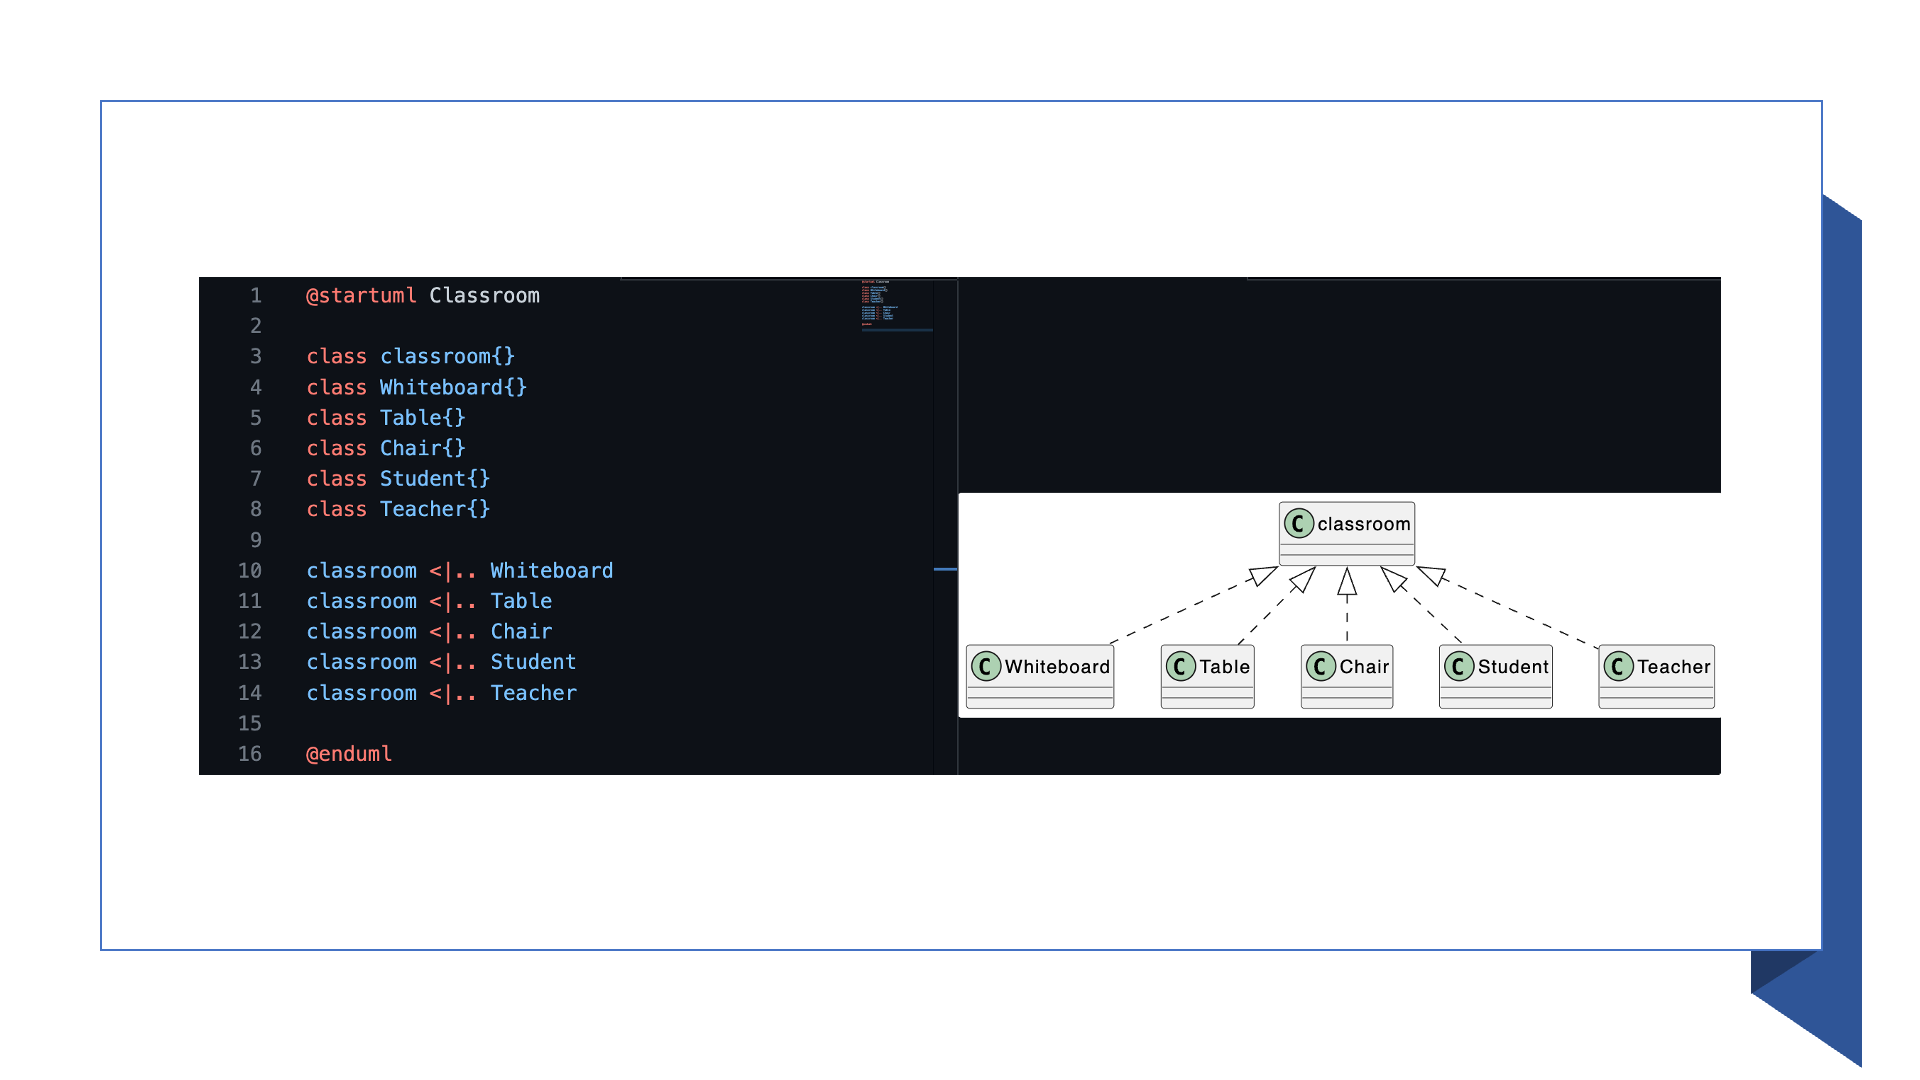 1 @startuml Classroom
2
3 class classroom{}
4 class Whiteboard{}
5 class Table{}
6 class Chair{}
7 class Student{}
8 class Teacher{}
9
10 classroom <|.. Whiteboard
11 classroom <|.. Table
12 classroom <|.. Chair
13 classroom <|.. Student
14 classroom <|.. Teacher
15
16 @enduml
C classroom
C Whiteboard
C Table
C Chair
C Student
C Teacher